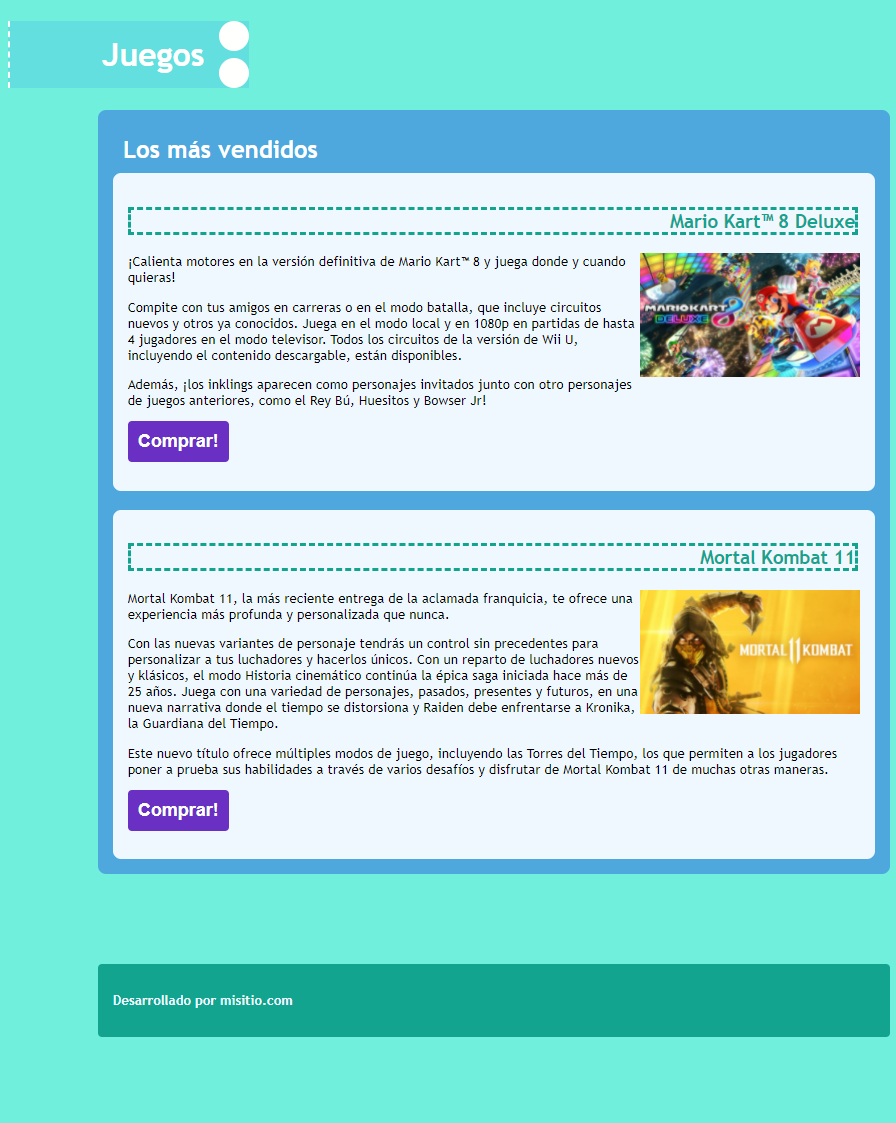 Juegos
Los más vendidos
Mario Kart™ 8 Deluxe
¡Calienta motores en la versión definitiva de Mario Kart™ 8 y juega donde y cuando
quieras!
Compite con tus amigos en carreras o en el modo batalla, que incluye circuitos
nuevos y otros ya conocidos. Juega en el modo local y en 1080p en partidas de hasta
4 jugadores en el modo televisor. Todos los circuitos de la versión de Wii U,
incluyendo el contenido descargable, están disponibles.
Además, ¡los inklings aparecen como personajes invitados junto con otro personajes
de juegos anteriores, como el Rey Bú, Huesitos y Bowser Jr!
MARIOKART 8
DELUXE
Comprar!
Mortal Kombat 11
Mortal Kombat 11, la más reciente entrega de la aclamada franquicia, te ofrece una
experiencia más profunda y personalizada que nunca.
Con las nuevas variantes de personaje tendrás un control sin precedentes para
personalizar a tus luchadores y hacerlos únicos. Con un reparto de luchadores nuevos
y klásicos, el modo Historia cinemático continúa la épica saga iniciada hace más de
25 años. Juega con una variedad de personajes, pasados, presentes y futuros, en una
nueva narrativa donde el tiempo se distorsiona y Raiden debe enfrentarse a Kronika,
la Guardiana del Tiempo.
MORTAL 11 KOMBAT
Este nuevo título ofrece múltiples modos de juego, incluyendo las Torres del Tiempo, los que permiten a los jugadores
poner a prueba sus habilidades a través de varios desafíos y disfrutar de Mortal Kombat 11 de muchas otras maneras.
Comprar!
Desarrollado por misitio.com